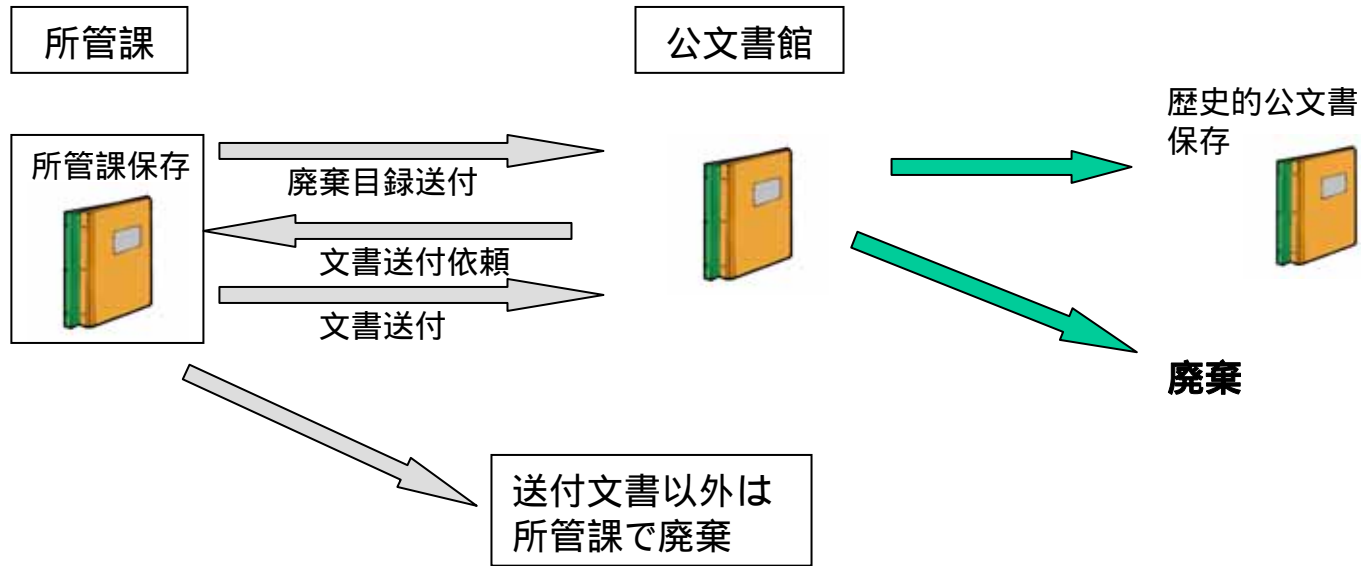 所管課
公文書館
歴史的公文書
保存
所管課保存
廃棄目録送付
文書送付依頼
文書送付
廃棄
送付文書以外は
所管課で廃棄